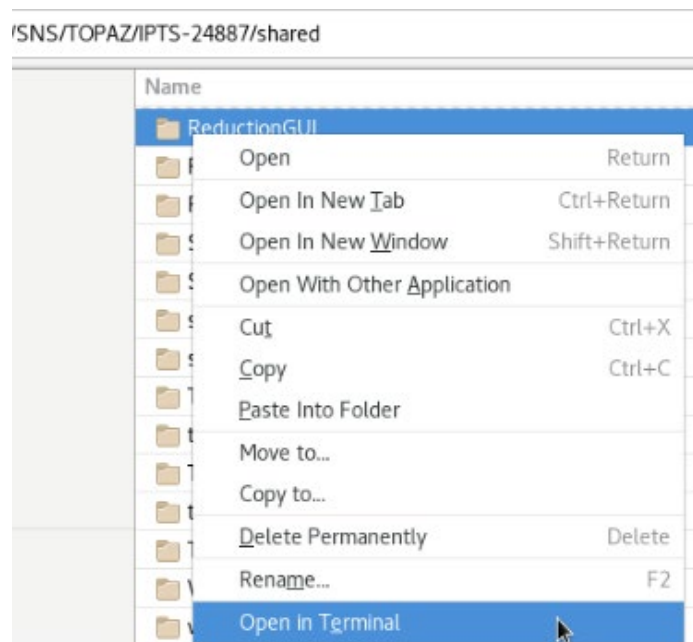 /SNS/TOPAZ/IPTS-24887/shared
Name
ReductionGUI
Open Return
Open In New Tab Ctrl+Return
Open In New Window Shift+Return
Open With Other Application
Cut Ctrl+X
Copy Ctrl+C
Paste Into Folder
Move to...
Copy to...
Delete Permanently Delete
Rename... F2
Open in Terminal